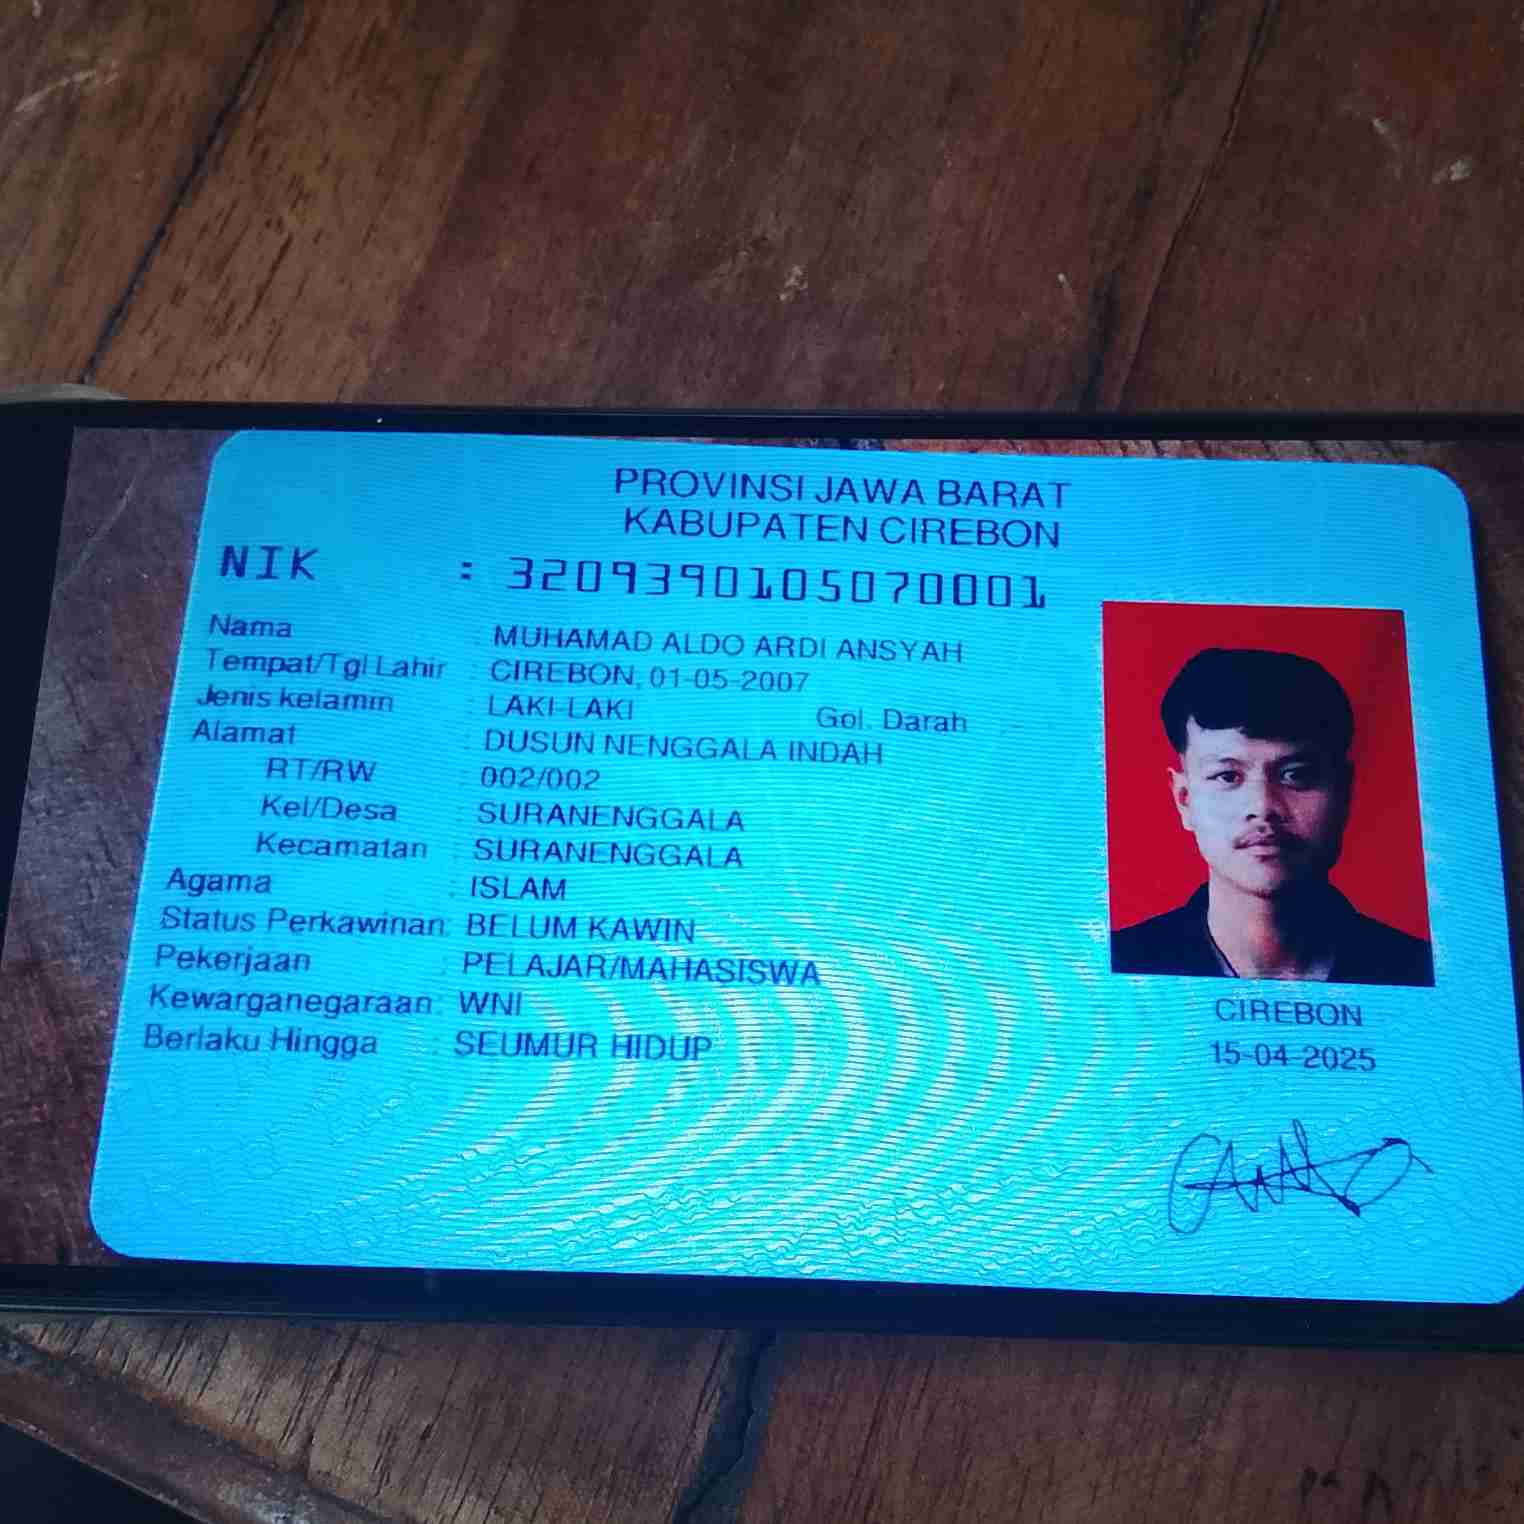 PROVINSI JAWA BARAT
KABUPATEN CIREBON
NIK : 3209390105070001
Nama : MUHAMAD ALDO ARDI ANSYAH
Tempat/Tgl Lahir : CIREBON, 01-05-2007
Jenis kelamin : LAKI-LAKI Gol. Darah :
Alamat : DUSUN NENGGALA INDAH
RT/RW : 002/002
Kel/Desa : SURANENGGALA
Kecamatan : SURANENGGALA
Agama : ISLAM
Status Perkawinan: BELUM KAWIN
Pekerjaan : PELAJAR/MAHASISWA
Kewarganegaraan: WNI
Berlaku Hingga : SEUMUR HIDUP
CIREBON
15-04-2025